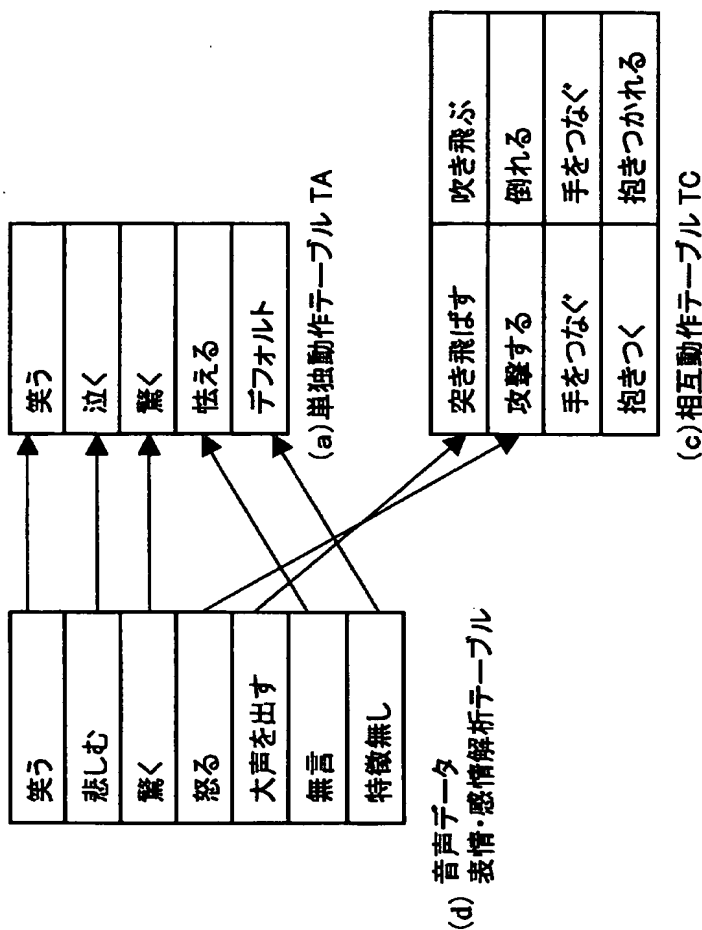 笑う
悲しむ
驚く
怒る
大声を出す
無言
特徴無し
(d) 音声データ
表情・感情解析テーブル
笑う
泣く
驚く
怯える
デフォルト
(a)単独動作テーブル TA
突き飛ばす 吹き飛ぶ
攻撃する 倒れる
手をつなぐ 手をつなぐ
抱きつく 抱きつかれる
(c)相互動作テーブル TC